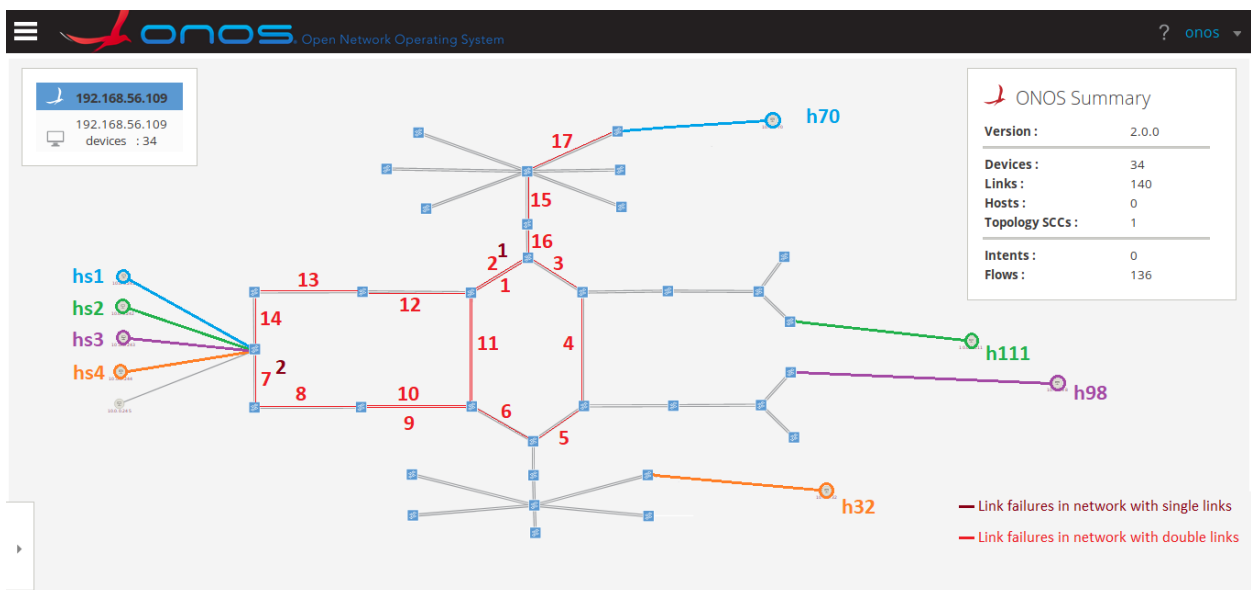 onos Open Network Operating System
? onos
192.168.56.109
192.168.56.109
devices : 34
ONOS Summary
Version : 2.0.0
Devices : 34
Links : 140
Hosts : 0
Topology SCCs : 1
Intents : 0
Flows : 136
h70
17
15
16
1
2
3
1
hs1
13
12
hs2
14
hs3
11
4
h111
hs4
7
2
8
10
9
6
5
h98
h32
Link failures in network with single links
Link failures in network with double links